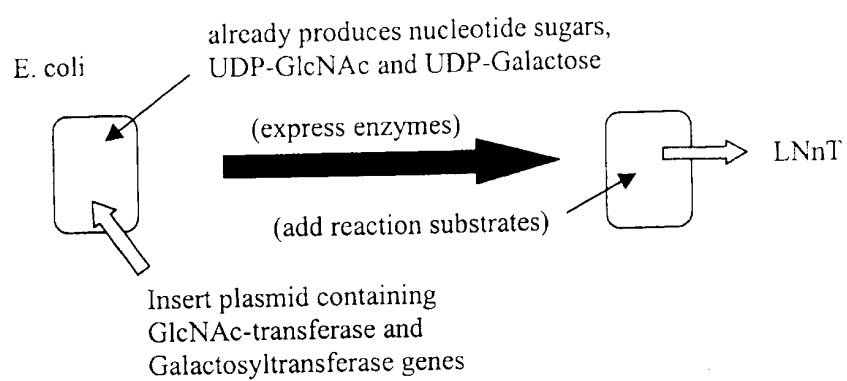 already produces nucleotide sugars,
UDP-GlcNAc and UDP-Galactose
E. coli
(express enzymes)
LNnT
(add reaction substrates)
Insert plasmid containing
GlcNAc-transferase and
Galactosyltransferase genes